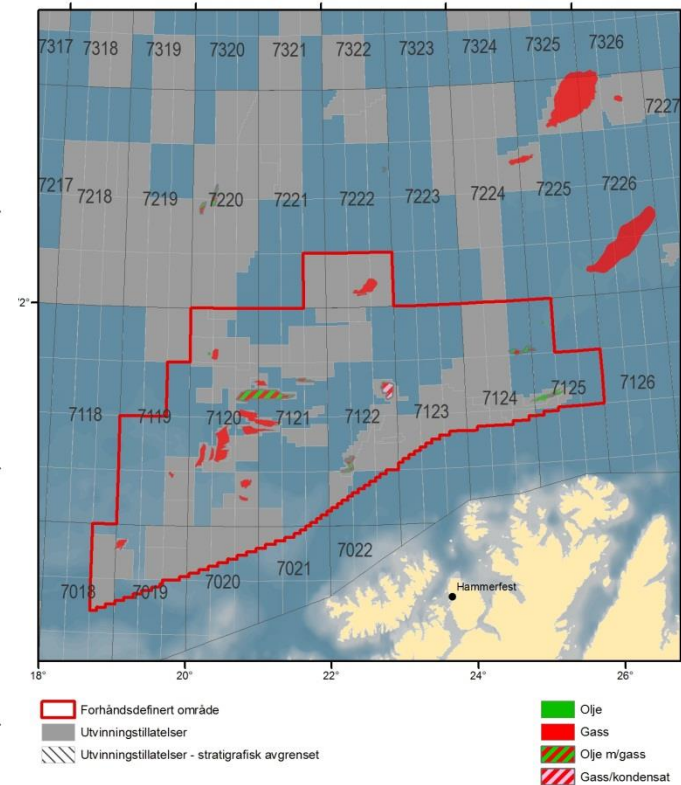 7317 7318 7319 7320 7321 7322 7323 7324 7325 7326
7227
7217 7218 7219 7220 7221 7222 7223 7224 7225 7226
2°
7118 7119 7120 7121 7122 7123 7124 7125 7126
7018 7019 7020 7021 7022
Hammerfest
18° 20° 22° 24° 26°
Forhåndsdefinert område
Utvinningstillatelser
Utvinningstillatelser - stratigrafisk avgrenset
Olje
Gass
Olje m/gass
Gass/kondensat